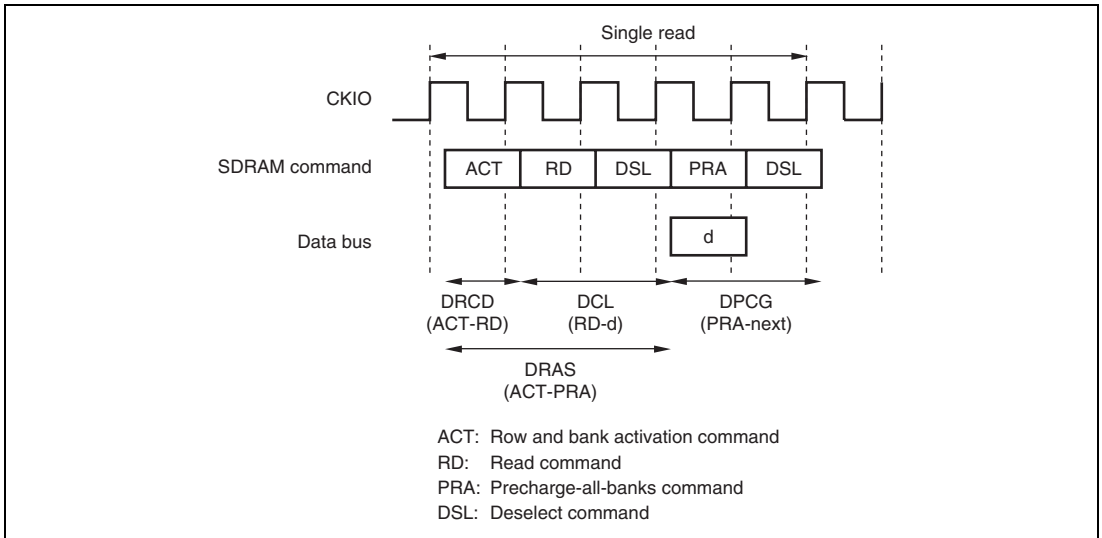 Single read
CKIO
SDRAM command ACT RD DSL PRA DSL
Data bus d
DRCD DCL DPCG
(ACT-RD) (RD-d) (PRA-next)
DRAS
(ACT-PRA)
ACT: Row and bank activation command
RD: Read command
PRA: Precharge-all-banks command
DSL: Deselect command